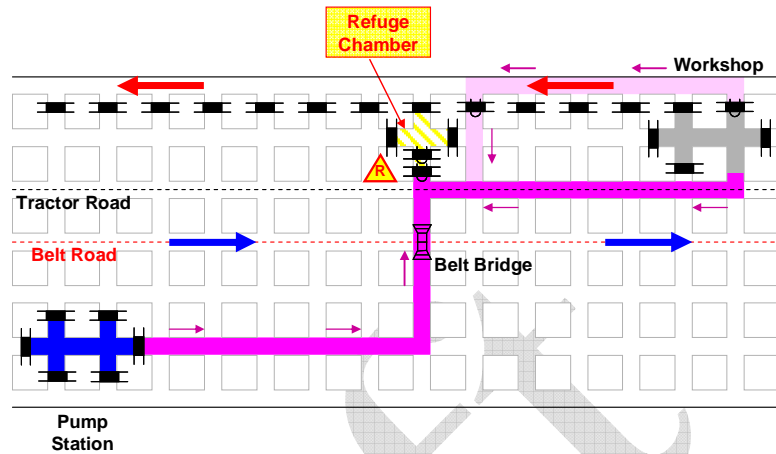 Refuge
Chamber
Workshop
R
Tractor Road
Belt Road
Belt Bridge
Pump
Station